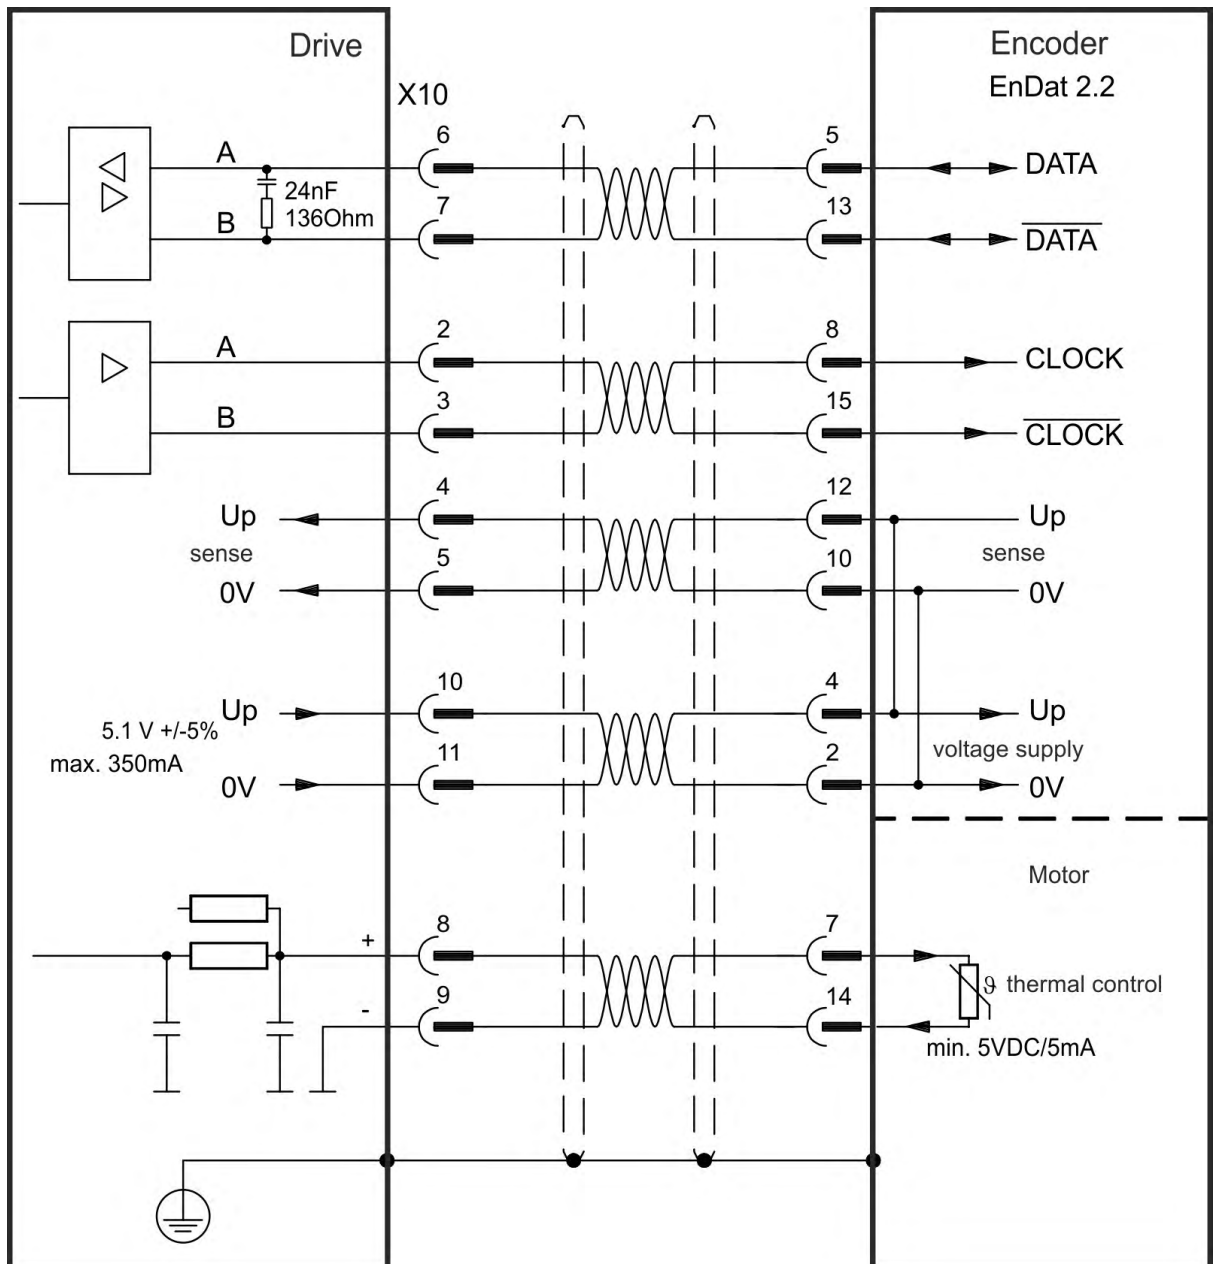 Drive
Encoder
X10
EnDat 2.2
6
5
A
DATA
24nF
7
13
136Ohm
B
DATA
2
8
A
CLOCK
3
15
B
CLOCK
4
12
Up
Up
sense
5
10
sense
0V
0V
10
4
Up
Up
5.1 V +/-5%
11
2
voltage supply
max. 350mA
0V
0V
Motor
8
7
+
9
14
ϑ thermal control
-
min. 5VDC/5mA